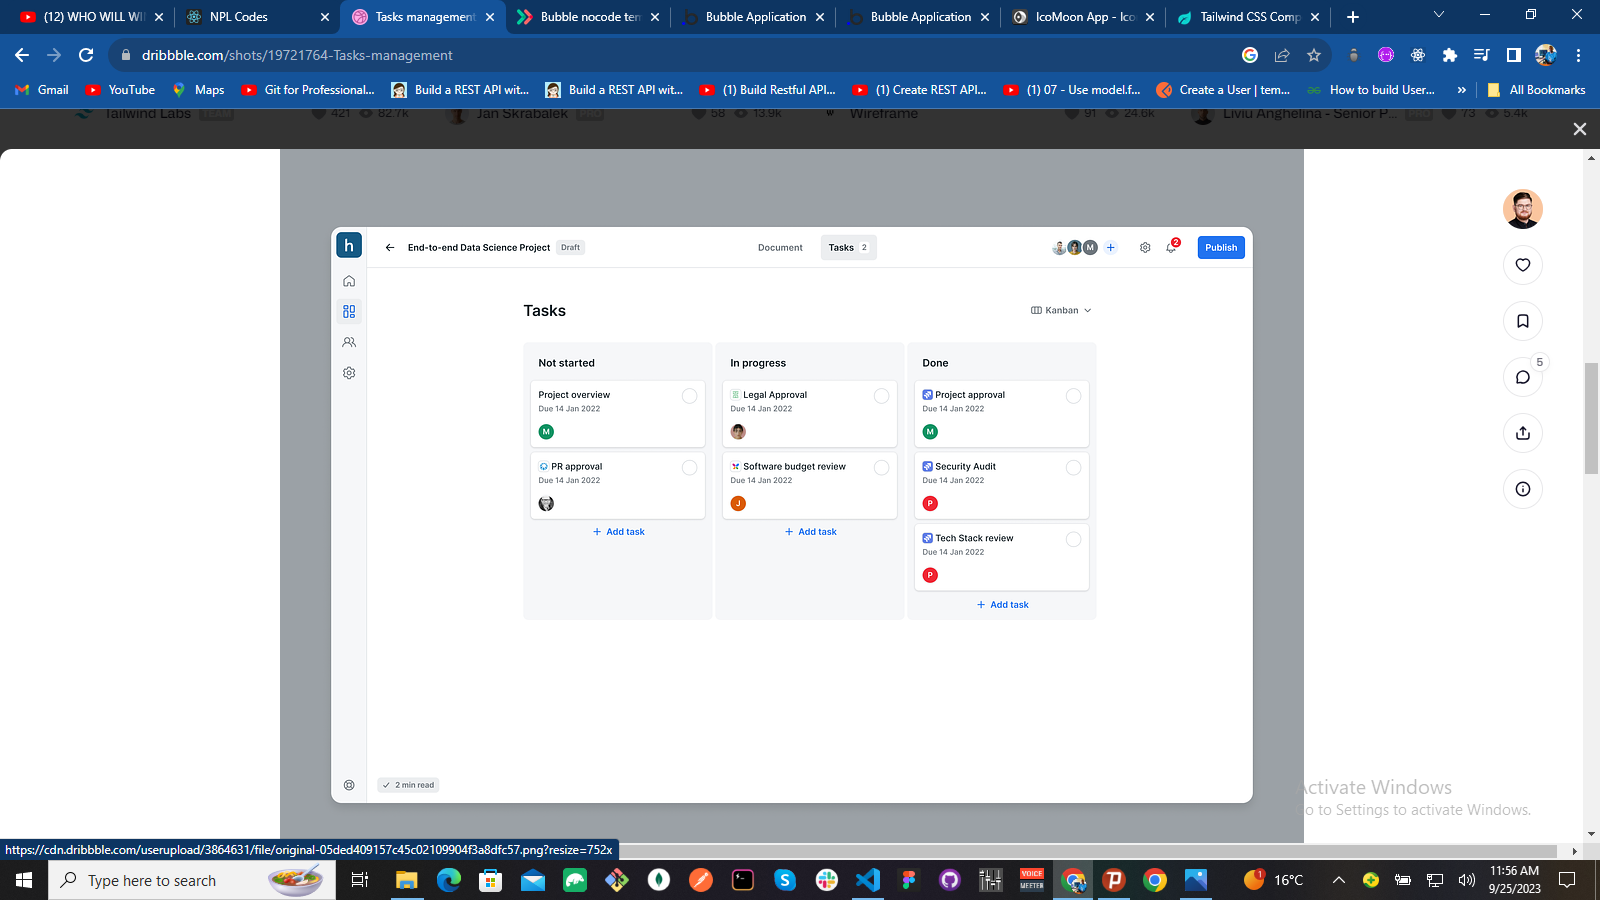 (12) WHO WILL WI
NPL Codes
Tasks management
Bubble nocode tem
Bubble Application
Bubble Application
IcoMoon App - Ico
Tailwind CSS Comp
dribbble.com/shots/19721764-Tasks-management
Gmail
YouTube
Maps
Git for Professional...
Build a REST API wit...
Build a REST API wit...
(1) Build Restful API...
(1) Create REST API...
(1) 07 - Use model.f...
Create a User | tem...
How to build User...
»
All Bookmarks
Tailwind Labs TEAM 421 82.7k
Jan Skrabalek PRO 58 13.9k
W Wireframe 91 24.6k
Liviu Anghelina - Senior P... PRO 73 5.4k
h
End-to-end Data Science Project Draft
Document
Tasks 2
M
2
Publish
Tasks
Kanban
Not started
Project overview
Due 14 Jan 2022
M
PR approval
Due 14 Jan 2022
+ Add task
In progress
Legal Approval
Due 14 Jan 2022
Software budget review
Due 14 Jan 2022
J
+ Add task
Done
Project approval
Due 14 Jan 2022
M
Security Audit
Due 14 Jan 2022
P
Tech Stack review
Due 14 Jan 2022
P
+ Add task
2 min read
5
Activate Windows
Go to Settings to activate Windows.
https://cdn.dribbble.com/userupload/3864631/file/original-05ded409157c45c02109904f3a8dfc57.png?resize=752x
Type here to search
VOICE
MEETER
1
16°C
11:56 AM
9/25/2023